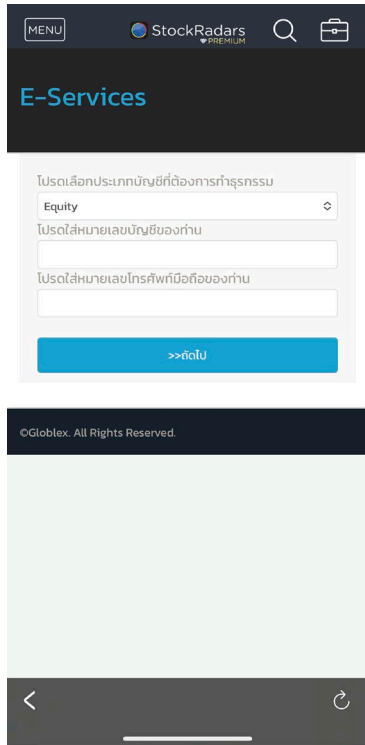 MENU
StockRadars
PREMIUM
E-Services
โปรดเลือกประเภทบัญชีที่ต้องการทำธุรกรรม
Equity
โปรดใส่หมายเลขบัญชีของท่าน
โปรดใส่หมายเลขโทรศัพท์มือถือของท่าน
>>ถัดไป
©Globlex. All Rights Reserved.